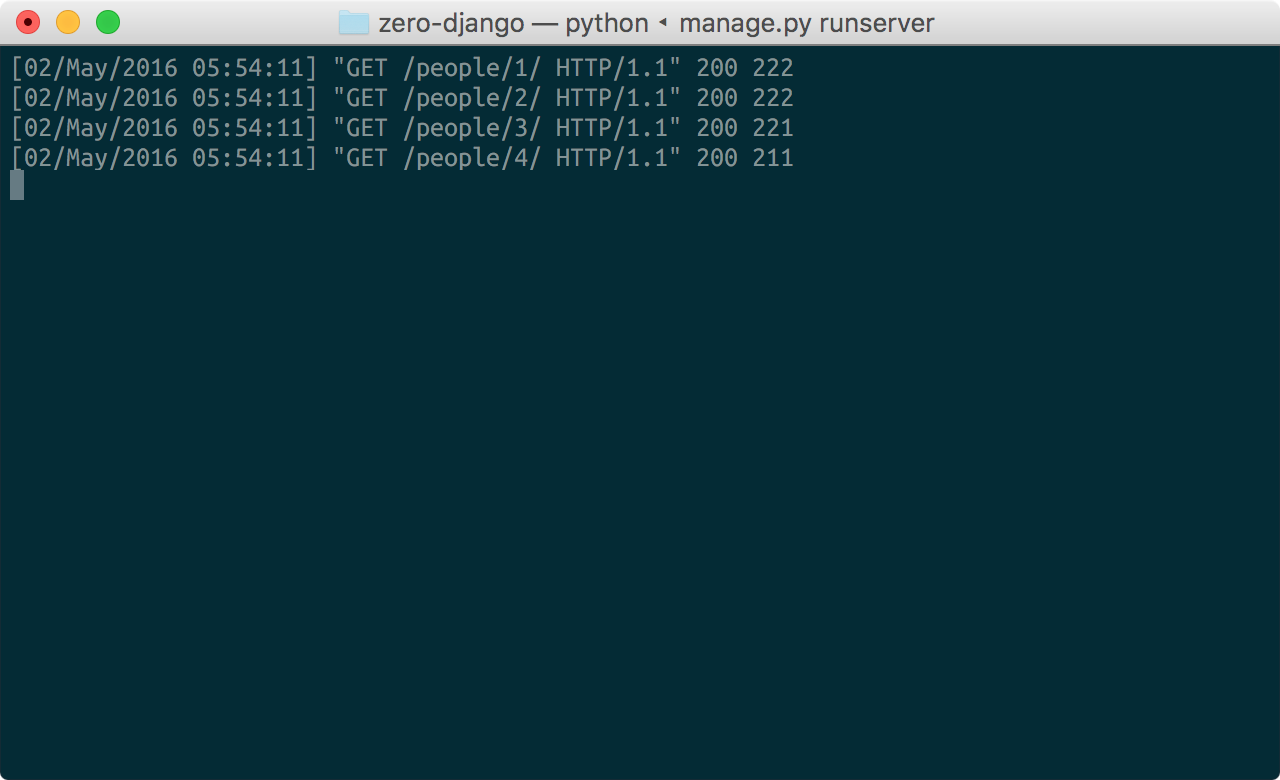 zero-django — python ◂ manage.py runserver
[02/May/2016 05:54:11] "GET /people/1/ HTTP/1.1" 200 222
[02/May/2016 05:54:11] "GET /people/2/ HTTP/1.1" 200 222
[02/May/2016 05:54:11] "GET /people/3/ HTTP/1.1" 200 221
[02/May/2016 05:54:11] "GET /people/4/ HTTP/1.1" 200 211